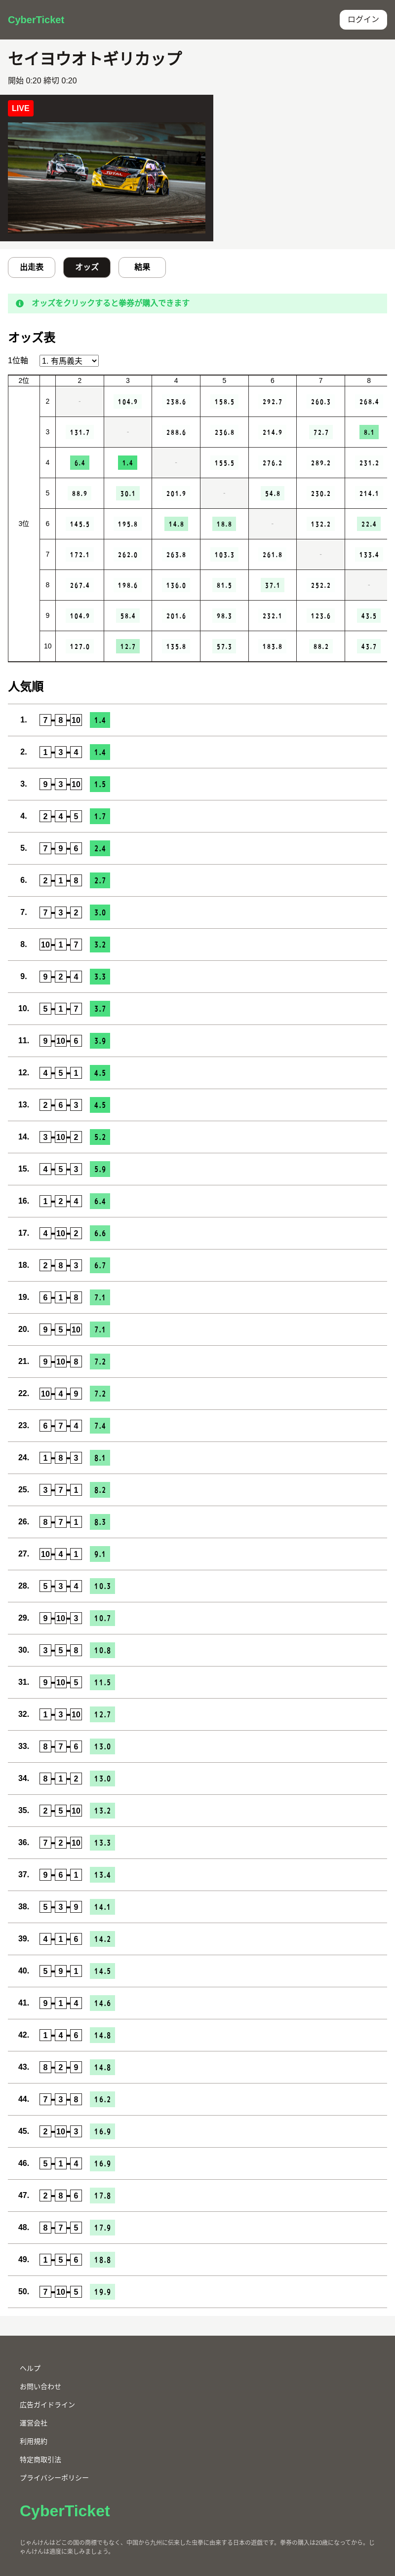 CyberTicket
ログイン
セイヨウオトギリカップ
開始 0:20 締切 0:20
LIVE
TOTAL
出走表 オッズ 結果
オッズをクリックすると拳券が購入できます
オッズ表
1位軸 1. 有馬義夫
2位 2 3 4 5 6 7 8
2 - 104.9 238.6 158.5 292.7 260.3 268.4
3 131.7 - 288.6 236.8 214.9 72.7 8.1
4 6.4 1.4 - 155.5 276.2 289.2 231.2
5 88.9 30.1 201.9 - 54.8 230.2 214.1
3位 6 145.5 195.8 14.8 18.8 - 132.2 22.4
7 172.1 262.0 263.8 103.3 261.8 - 133.4
8 267.4 198.6 136.0 81.5 37.1 252.2 -
9 104.9 58.4 201.6 98.3 232.1 123.6 43.5
10 127.0 12.7 135.8 57.3 183.8 88.2 43.7
人気順
1. 7-8-10 1.4
2. 1-3-4 1.4
3. 9-3-10 1.5
4. 2-4-5 1.7
5. 7-9-6 2.4
6. 2-1-8 2.7
7. 7-3-2 3.0
8. 10-1-7 3.2
9. 9-2-4 3.3
10. 5-1-7 3.7
11. 9-10-6 3.9
12. 4-5-1 4.5
13. 2-6-3 4.5
14. 3-10-2 5.2
15. 4-5-3 5.9
16. 1-2-4 6.4
17. 4-10-2 6.6
18. 2-8-3 6.7
19. 6-1-8 7.1
20. 9-5-10 7.1
21. 9-10-8 7.2
22. 10-4-9 7.2
23. 6-7-4 7.4
24. 1-8-3 8.1
25. 3-7-1 8.2
26. 8-7-1 8.3
27. 10-4-1 9.1
28. 5-3-4 10.3
29. 9-10-3 10.7
30. 3-5-8 10.8
31. 9-10-5 11.5
32. 1-3-10 12.7
33. 8-7-6 13.0
34. 8-1-2 13.0
35. 2-5-10 13.2
36. 7-2-10 13.3
37. 9-6-1 13.4
38. 5-3-9 14.1
39. 4-1-6 14.2
40. 5-9-1 14.5
41. 9-1-4 14.6
42. 1-4-6 14.8
43. 8-2-9 14.8
44. 7-3-8 16.2
45. 2-10-3 16.9
46. 5-1-4 16.9
47. 2-8-6 17.8
48. 8-7-5 17.9
49. 1-5-6 18.8
50. 7-10-5 19.9
ヘルプ
お問い合わせ
広告ガイドライン
運営会社
利用規約
特定商取引法
プライバシーポリシー
CyberTicket
じゃんけんはどこの国の商標でもなく、中国から九州に伝来した虫拳に由来する日本の遊戯です。拳券の購入は20歳になってから。じ
ゃんけんは適度に楽しみましょう。